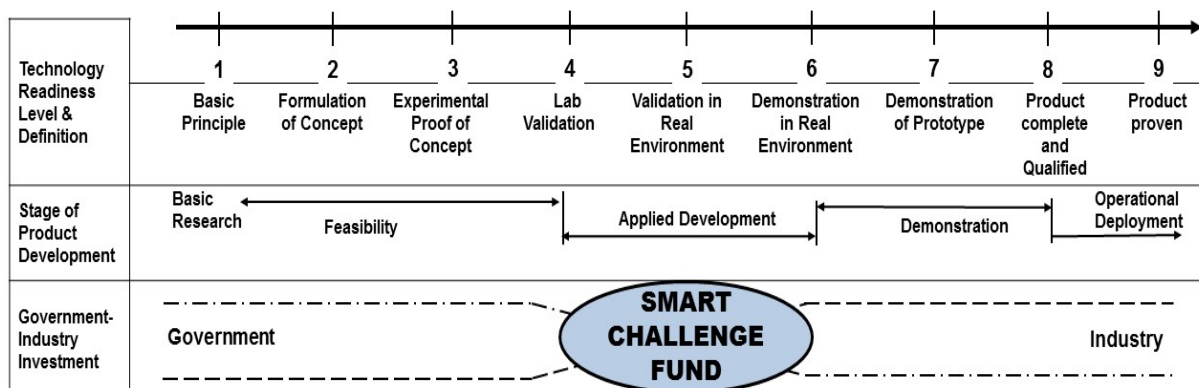 Technology
Readiness
Level &
Definition
1 2 3 4 5 6 7 8 9
Basic
Principle
Formulation
of Concept
Experimental
Proof of
Concept
Lab
Validation
Validation in
Real
Environment
Demonstration
in Real
Environment
Demonstration
of Prototype
Product
complete
and
Qualified
Product
proven
Stage of
Product
Development
Basic
Research
Feasibility
Applied Development
Demonstration
Operational
Deployment
Government-
Industry
Investment
Government
SMART
CHALLENGE
FUND
Industry